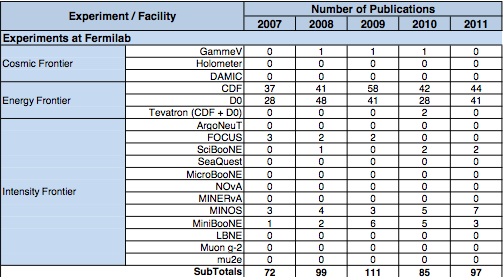 Experiment / Facility Number of Publications
2007 2008 2009 2010 2011
Experiments at Fermilab
Cosmic Frontier
GammeV 0 1 1 1 0
Holometer 0 0 0 0 0
DAMIC 0 0 0 0 0
Energy Frontier
CDF 37 41 58 42 44
D0 28 48 41 28 41
Tevatron (CDF + D0) 0 0 0 2 0
Intensity Frontier
ArgoNeuT 0 0 0 0 0
FOCUS 3 2 2 0 0
SciBooNE 0 1 0 2 2
SeaQuest 0 0 0 0 0
MicroBooNE 0 0 0 0 0
NOvA 0 0 0 0 0
MINERvA 0 0 0 0 0
MINOS 3 4 3 5 7
MiniBooNE 1 2 6 5 3
LBNE 0 0 0 0 0
Muon g-2 0 0 0 0 0
mu2e 0 0 0 0 0
SubTotals 72 99 111 85 97